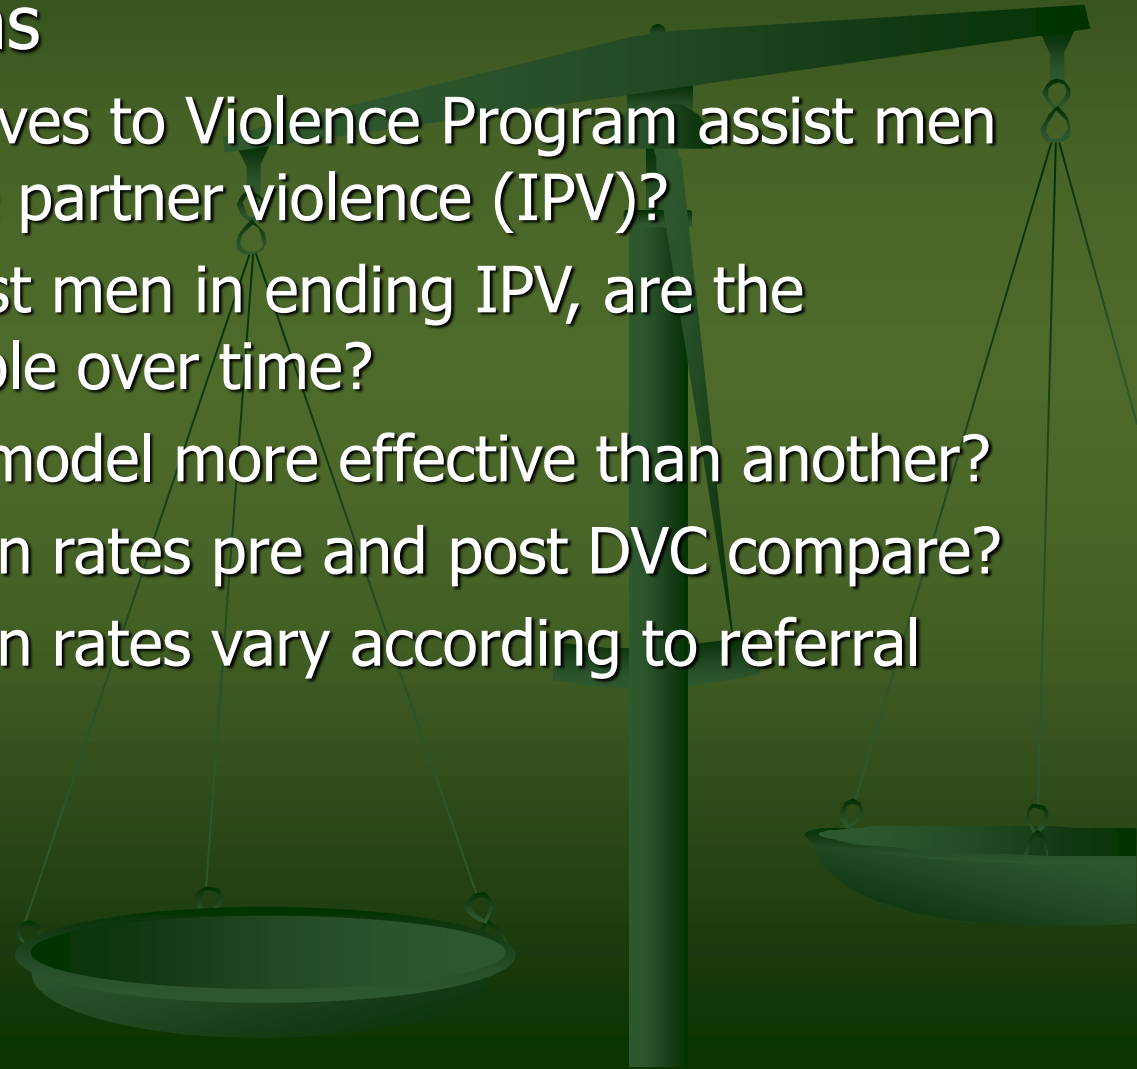 ns
ves to Violence Program assist men
partner violence (IPV)?
st men in ending IPV, are the
ble over time?
model more effective than another?
n rates pre and post DVC compare?
n rates vary according to referral